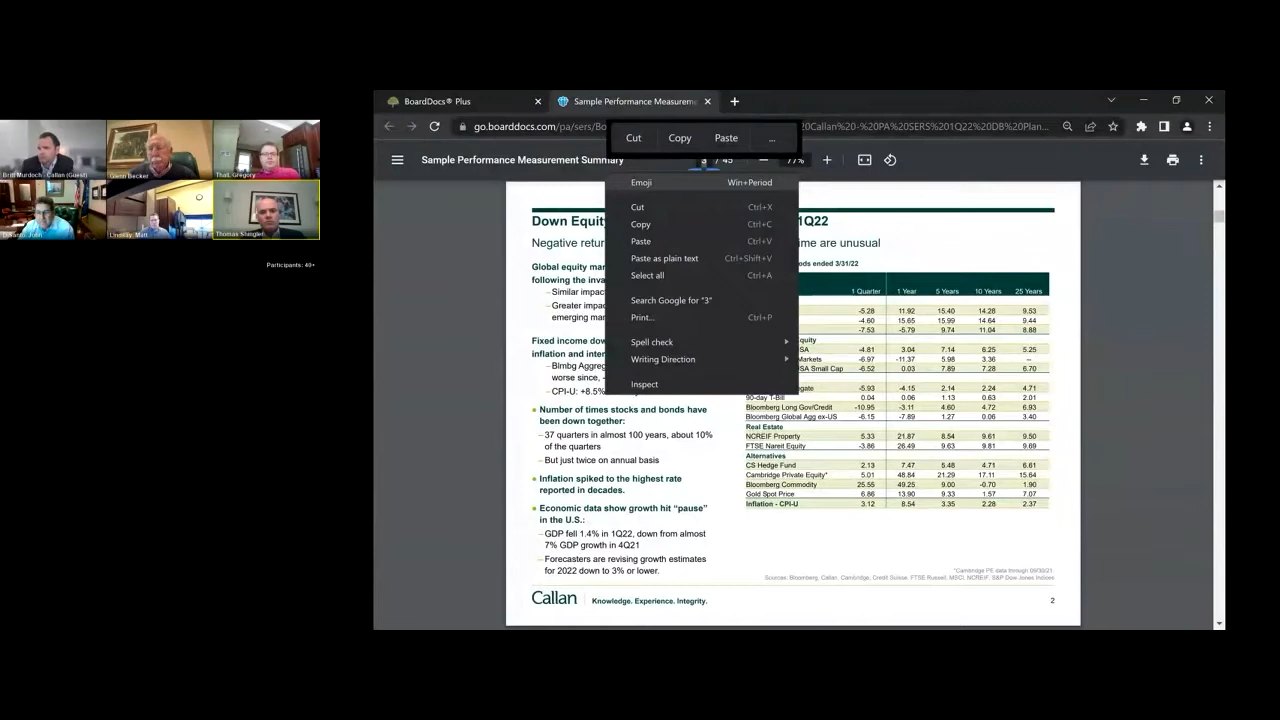 BoardDocs® Plus
Sample Performance Measurem
go.boarddocs.com/pa/sers/Bo
Callan%20-%20PA%20SERS%201Q22%20DB%20Plan...
Cut Copy Paste ...
Sample Performance Measurement Summary
3 / 45
77%
Emoji Win+Period
Cut Ctrl+X
Copy Ctrl+C
Paste Ctrl+V
Paste as plain text Ctrl+Shift+V
Select all Ctrl+A
Search Google for "3"
Print... Ctrl+P
Spell check
Writing Direction
Inspect
Britt Murdoch - Callan (Guest)
Glenn Becker
Thall, Gregory
Lindsay, Matt
Thomas Shingler
Participants: 40+
Down Equity
1Q22
Negative retur
ime are unusual
Global equity mar
following the inva
– Similar impac
– Greater impac
emerging mar
Fixed income dow
inflation and inter
– Blmbg Aggreg
worse since, -
– CPI-U: +8.5%
• Number of times stocks and bonds have
been down together:
– 37 quarters in almost 100 years, about 10%
of the quarters
– But just twice on annual basis
• Inflation spiked to the highest rate
reported in decades.
• Economic data show growth hit “pause”
in the U.S.:
– GDP fell 1.4% in 1Q22, down from almost
7% GDP growth in 4Q21
– Forecasters are revising growth estimates
for 2022 down to 3% or lower.
ods ended 3/31/22
1 Quarter 1 Year 5 Years 10 Years 25 Years
-5.28 11.92 15.40 14.28 9.53
-4.60 15.65 15.99 14.64 9.44
-7.53 -5.79 9.74 11.04 8.88
quity
SA -4.81 3.04 7.14 6.25 5.25
Markets -6.97 -11.37 5.98 3.36 --
USA Small Cap -6.52 0.03 7.89 7.28 6.70
gate -5.93 -4.15 2.14 2.24 4.71
90-day T-Bill 0.04 0.06 1.13 0.63 2.01
Bloomberg Long Gov/Credit -10.95 -3.11 4.60 4.72 6.93
Bloomberg Global Agg ex-US -6.15 -7.89 1.27 0.06 3.40
Real Estate
NCREIF Property 5.33 21.87 8.54 9.61 9.50
FTSE Nareit Equity -3.86 26.49 9.63 9.81 9.69
Alternatives
CS Hedge Fund 2.13 7.47 5.48 4.71 6.61
Cambridge Private Equity* 5.01 48.84 21.29 17.11 15.64
Bloomberg Commodity 25.55 49.25 9.00 -0.70 1.90
Gold Spot Price 6.86 13.90 9.33 1.57 7.07
Inflation - CPI-U 3.12 8.54 3.35 2.28 2.37
*Cambridge PE data through 09/30/21.
Sources: Bloomberg, Callan, Cambridge, Credit Suisse, FTSE Russell, MSCI, NCREIF, S&P Dow Jones Indices
Callan Knowledge. Experience. Integrity. 2